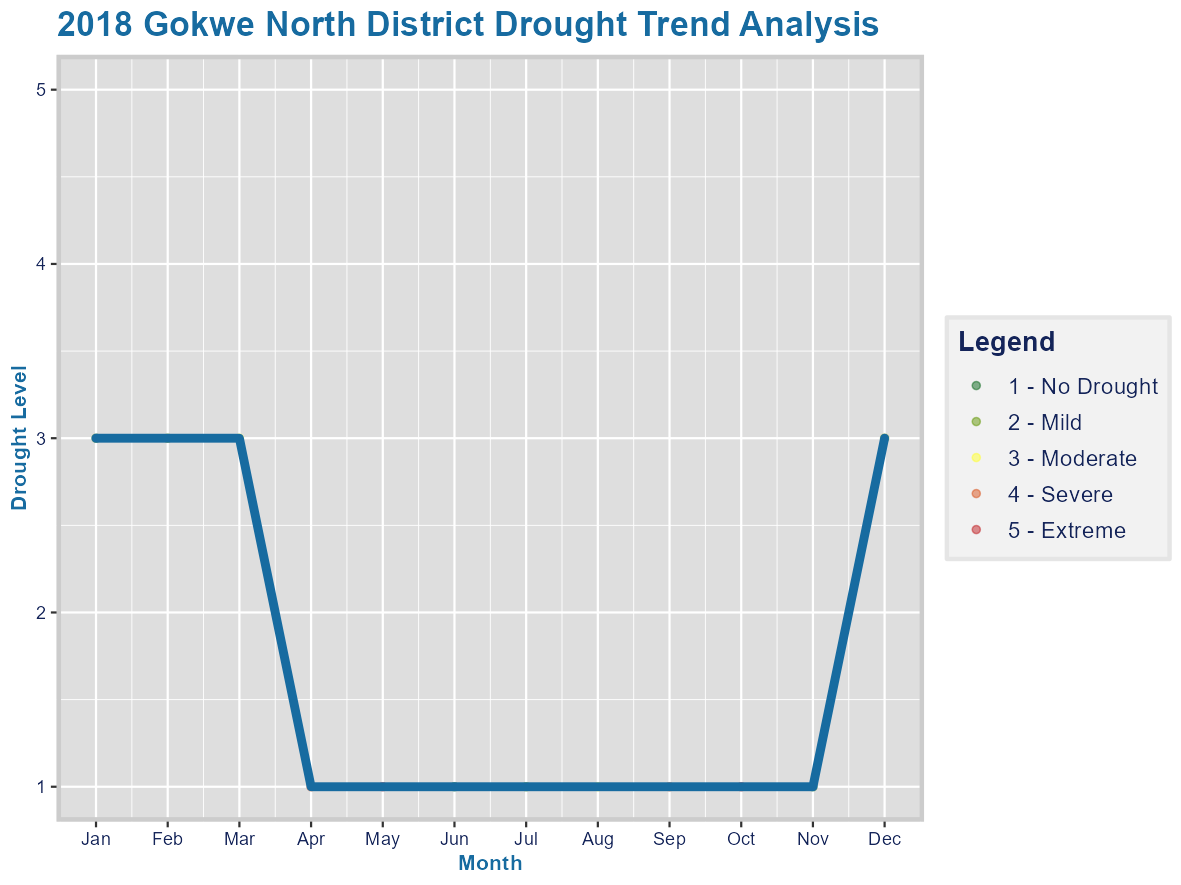 2018 Gokwe North District Drought Trend Analysis
Drought Level
5
4
3
2
1
Jan Feb Mar Apr May Jun Jul Aug Sep Oct Nov Dec
Month
Legend
1 - No Drought
2 - Mild
3 - Moderate
4 - Severe
5 - Extreme